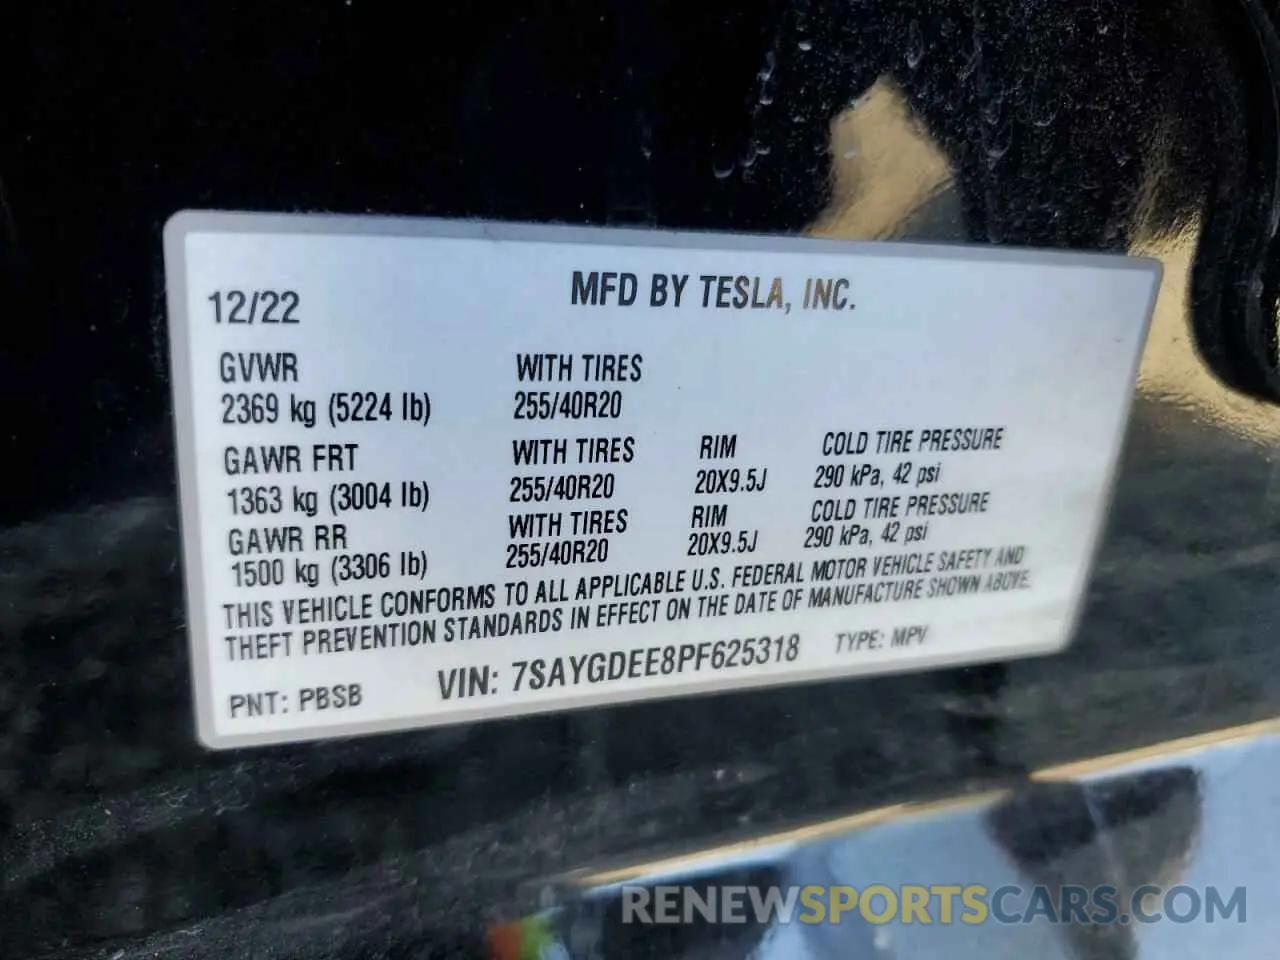 MFD BY TESLA, INC.
12/22
GVWR WITH TIRES
2369 kg (5224 lb) 255/40R20
GAWR FRT WITH TIRES RIM COLD TIRE PRESSURE
1363 kg (3004 lb) 255/40R20 20X9.5J 290 kPa, 42 psi
GAWR RR WITH TIRES RIM COLD TIRE PRESSURE
1500 kg (3306 lb) 255/40R20 20X9.5J 290 kPa, 42 psi
THIS VEHICLE CONFORMS TO ALL APPLICABLE U.S. FEDERAL MOTOR VEHICLE SAFETY AND
THEFT PREVENTION STANDARDS IN EFFECT ON THE DATE OF MANUFACTURE SHOWN ABOVE.
PNT: PBSB VIN: 7SAYGDEE8PF625318 TYPE: MPV
RENEWSPORTSCARS.COM